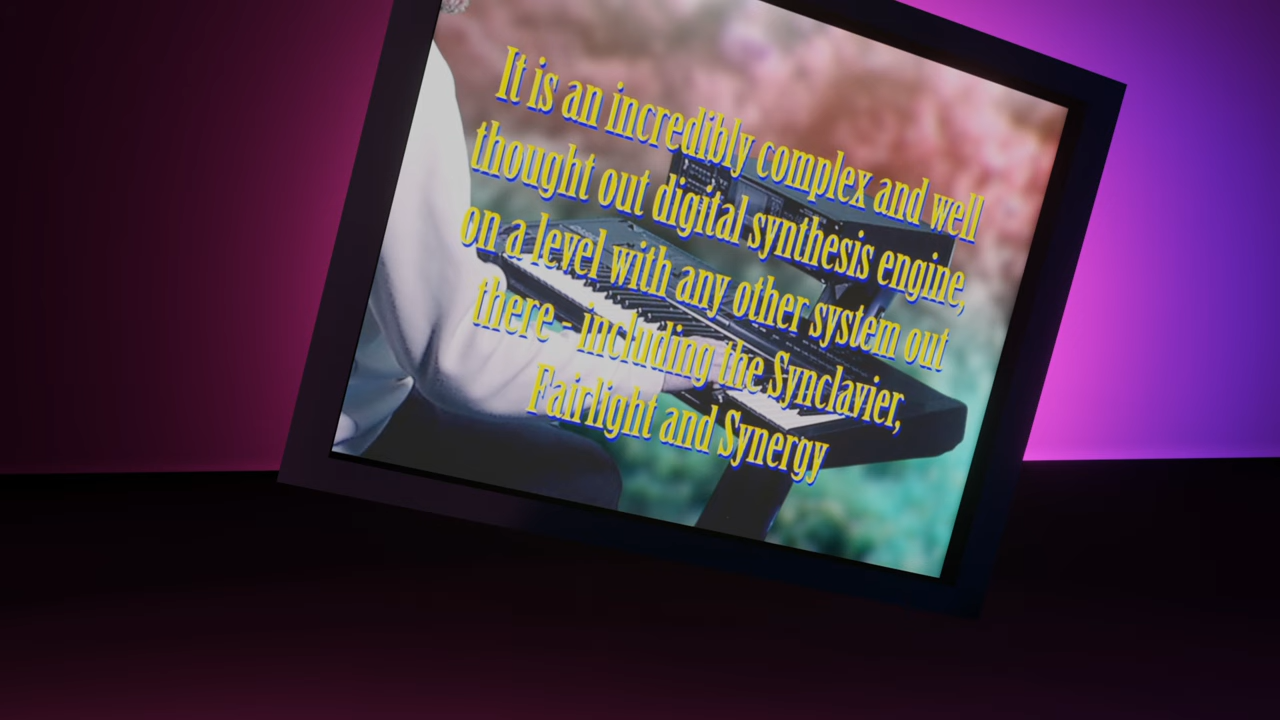 It is an incredibly complex and well
thought out digital synthesis engine,
on a level with any other system out
there - including the Synclavier,
Fairlight and Synergy